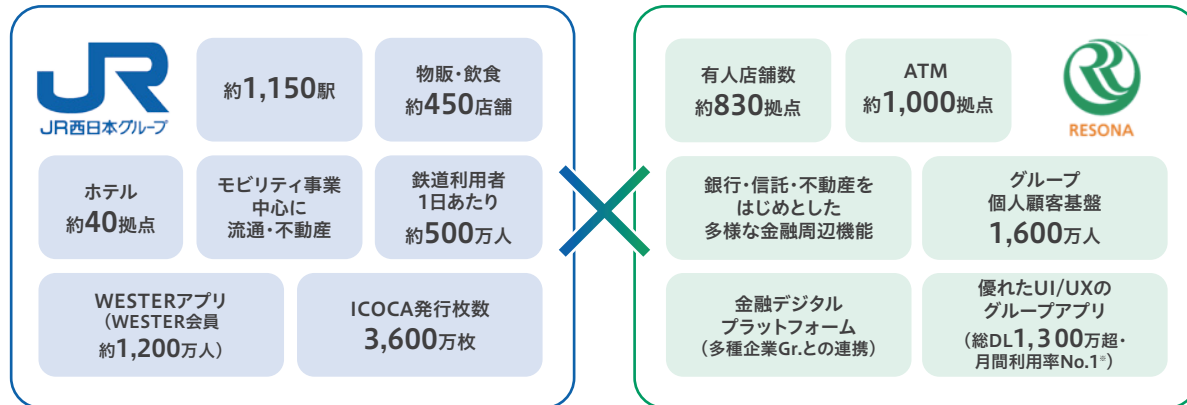 JR
JR西日本グループ
約1,150駅
物販・飲食
約450店舗
ホテル
約40拠点
モビリティ事業
中心に
流通・不動産
鉄道利用者
1日あたり
約500万人
WESTERアプリ
（WESTER会員
約1,200万人）
ICOCA発行枚数
3,600万枚
有人店舗数
約830拠点
ATM
約1,000拠点
RESONA
銀行・信託・不動産を
はじめとした
多様な金融周辺機能
グループ
個人顧客基盤
1,600万人
金融デジタル
プラットフォーム
（多種企業Gr.との連携）
優れたUI/UXの
グループアプリ
（総DL1,300万超・
月間利用率No.1※）